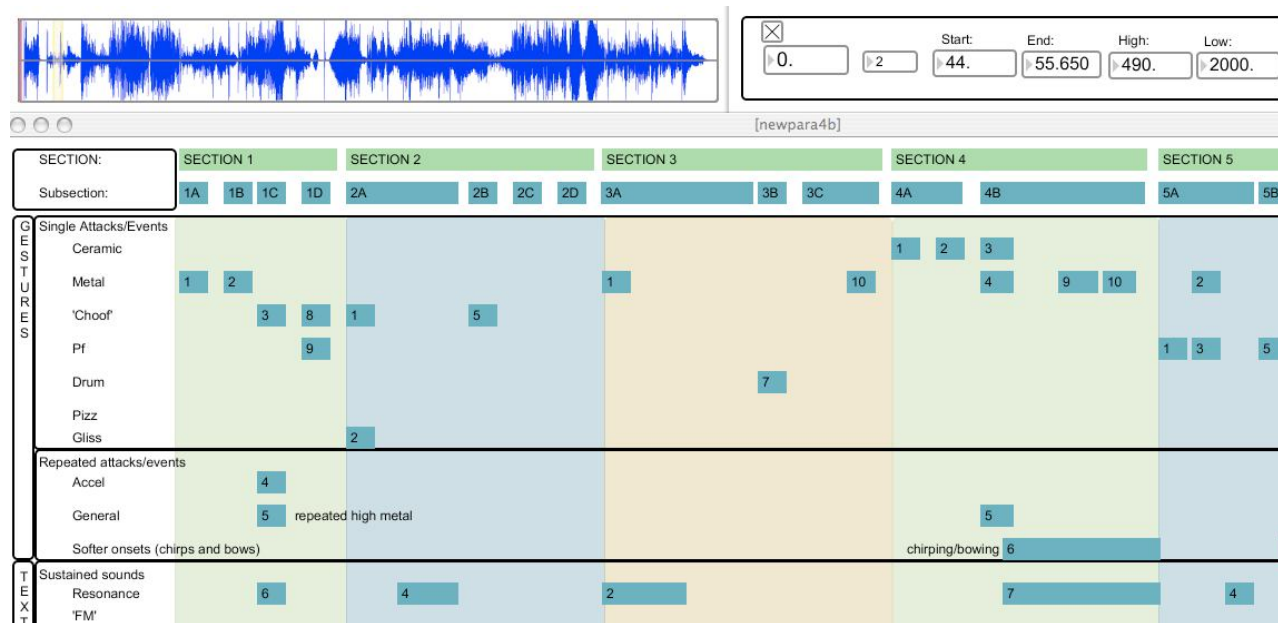 Start: End: High: Low:
0. 2 44. 55.650 490. 2000.
[newpara4b]
SECTION: SECTION 1 SECTION 2 SECTION 3 SECTION 4 SECTION 5
Subsection: 1A 1B 1C 1D 2A 2B 2C 2D 3A 3B 3C 4A 4B 5A 5B
GESTURES
Single Attacks/Events
Ceramic 1 2 3
Metal 1 2 1 10 4 9 10 2
'Choof' 3 8 1 5
Pf 9 1 3 5
Drum 7
Pizz
Gliss 2
Repeated attacks/events
Accel 4
General 5 repeated high metal 5
Softer onsets (chirps and bows) chirping/bowing 6
TEXT
Sustained sounds
Resonance 6 4 2 7 4
'FM'